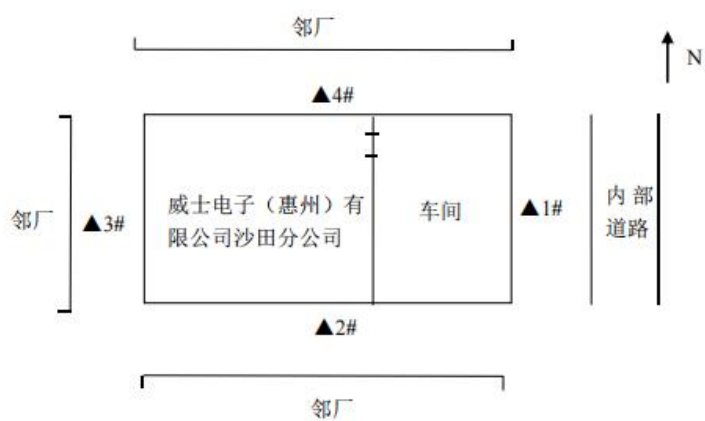 邻厂
N
▲4#
威士电子（惠州）有
限公司沙田分公司
车间
▲1#
内部
道路
邻厂
▲3#
▲2#
邻厂